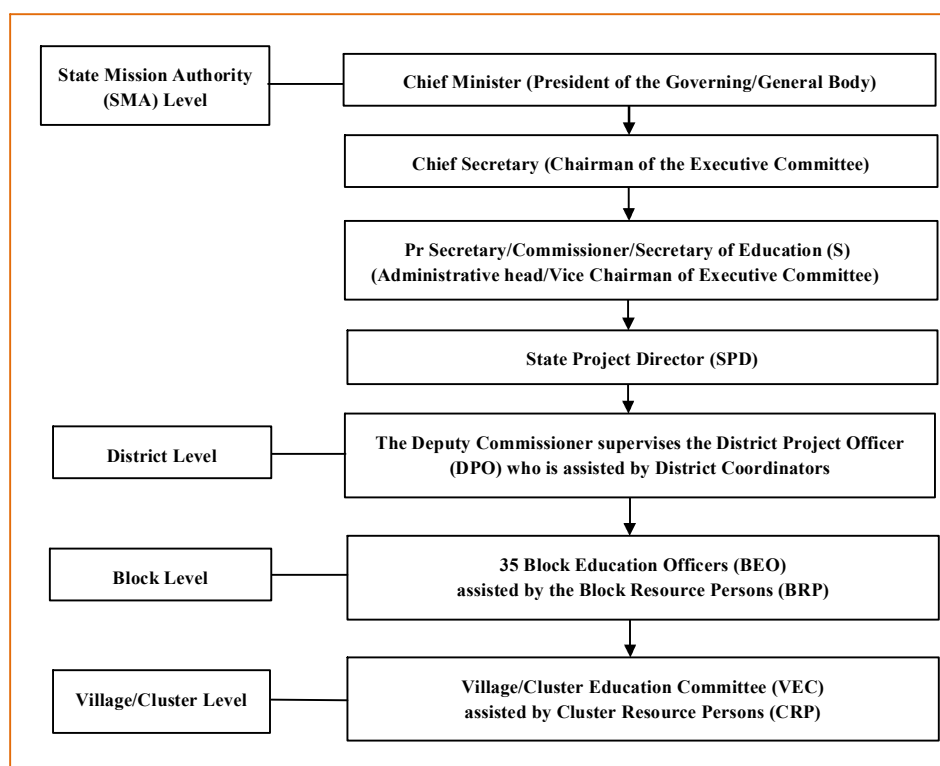 State Mission Authority
(SMA) Level
Chief Minister (President of the Governing/General Body)
Chief Secretary (Chairman of the Executive Committee)
Pr Secretary/Commissioner/Secretary of Education (S)
(Administrative head/Vice Chairman of Executive Committee)
State Project Director (SPD)
District Level
The Deputy Commissioner supervises the District Project Officer
(DPO) who is assisted by District Coordinators
Block Level
35 Block Education Officers (BEO)
assisted by the Block Resource Persons (BRP)
Village/Cluster Level
Village/Cluster Education Committee (VEC)
assisted by Cluster Resource Persons (CRP)